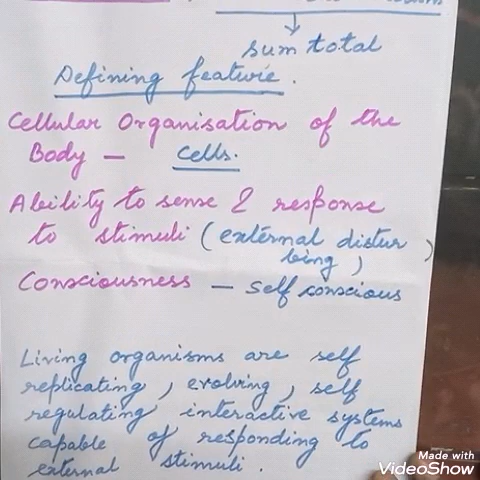 sum total
Defining feature.
Cellular Organisation of the
Body — Cells.
Ability to sense & response
to stimuli (external distur )
bing )
Consciousness — Self conscious
Living organisms are self
replicating, evolving, self
regulating interactive systems
capable of responding to
external stimuli.
Made with
VideoShow